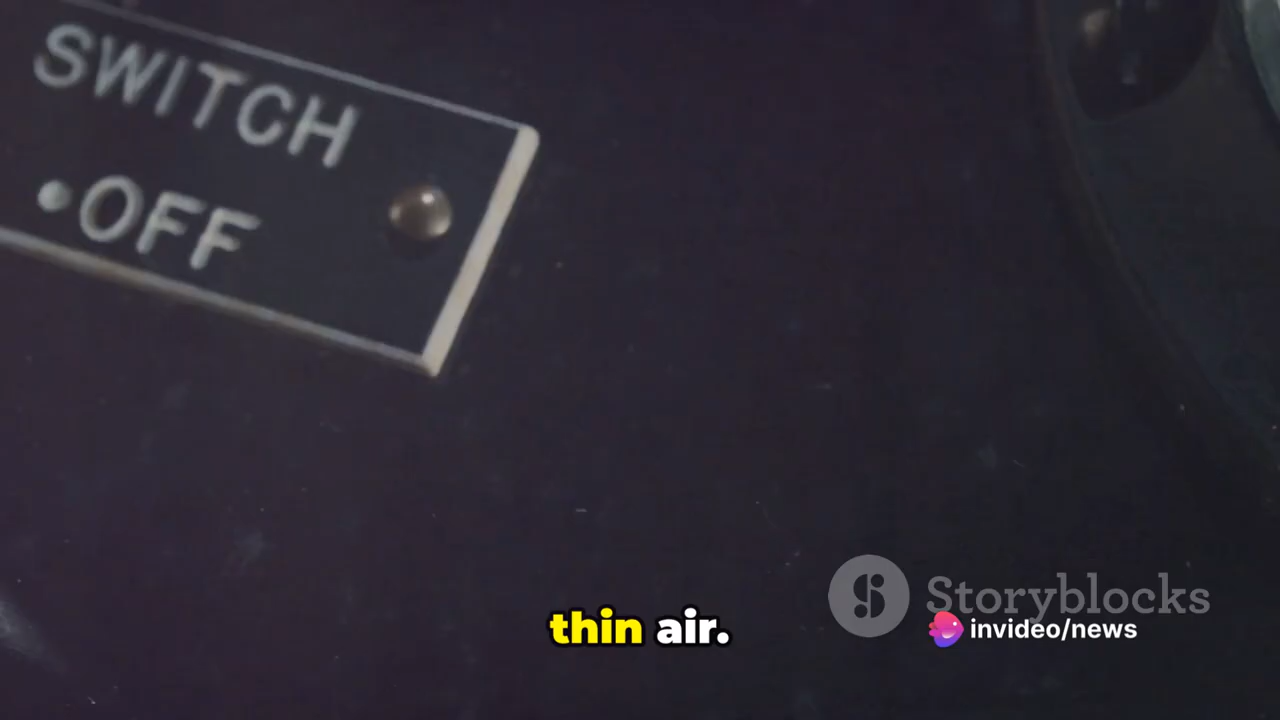 SWITCH
•OFF
Storyblocks
invideo/news
thin air.